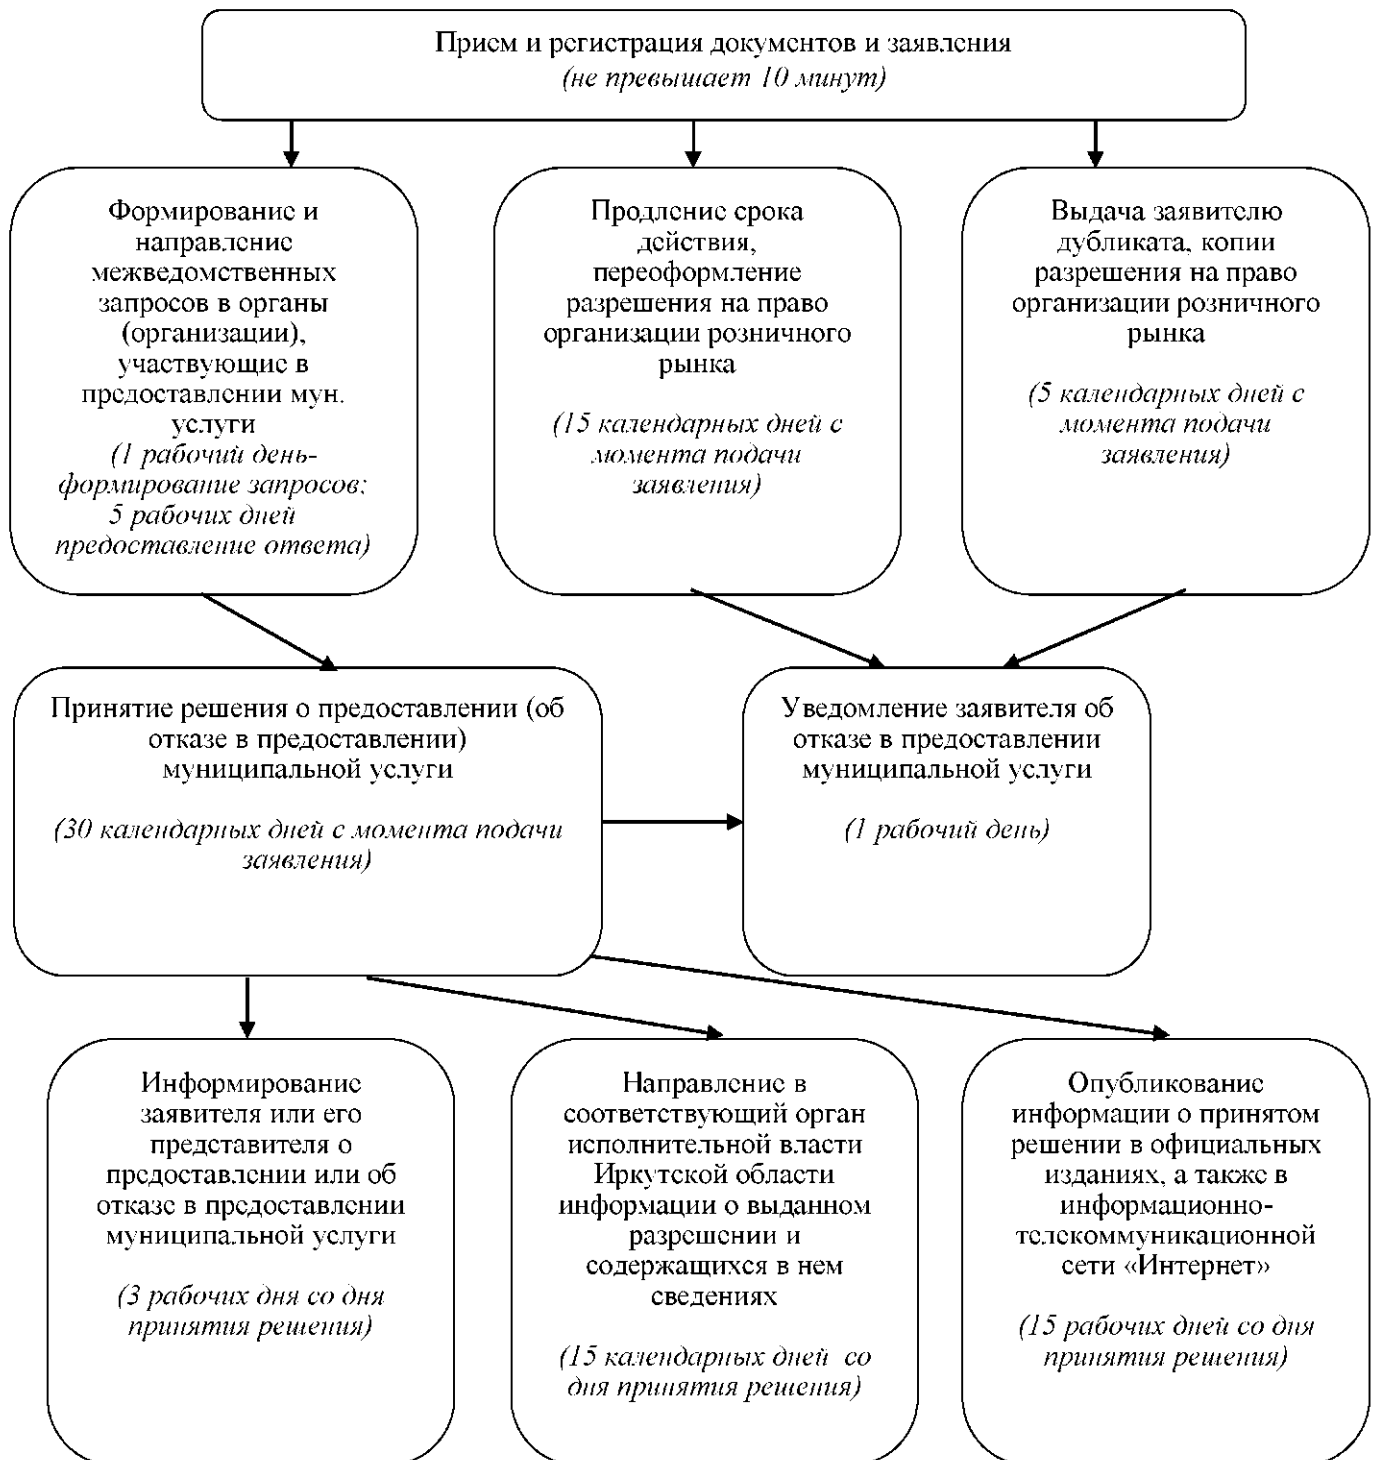 Прием и регистрация документов и заявления
(не превышает 10 минут)
Формирование и
направление
межведомственных
запросов в органы
(организации),
участвующие в
предоставлении мун.
услуги
(1 рабочий день-
формирование запросов;
5 рабочих дней
предоставление ответа)
Продление срока
действия,
переоформление
разрешения на право
организации розничного
рынка
(15 календарных дней с
момента подачи
заявления)
Выдача заявителю
дубликата, копии
разрешения на право
организации розничного
рынка
(5 календарных дней с
момента подачи
заявления)
Принятие решения о предоставлении (об
отказе в предоставлении)
муниципальной услуги
(30 календарных дней с момента подачи
заявления)
Уведомление заявителя об
отказе в предоставлении
муниципальной услуги
(1 рабочий день)
Информирование
заявителя или его
представителя о
предоставлении или об
отказе в предоставлении
муниципальной услуги
(3 рабочих дня со дня
принятия решения)
Направление в
соответствующий орган
исполнительной власти
Иркутской области
информации о выданном
разрешении и
содержащихся в нем
сведениях
(15 календарных дней со
дня принятия решения)
Опубликование
информации о принятом
решении в официальных
изданиях, а также в
информационно-
телекоммуникационной
сети «Интернет»
(15 рабочих дней со дня
принятия решения)